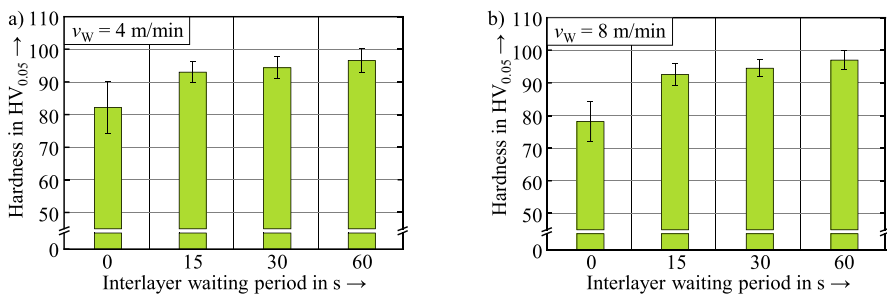 a)
v_W = 4 m/min
Hardness in HV_0.05 →
110
100
90
80
70
60
50
0
0 15 30 60
Interlayer waiting period in s →
b)
v_W = 8 m/min
Hardness in HV_0.05 →
110
100
90
80
70
60
50
0
0 15 30 60
Interlayer waiting period in s →